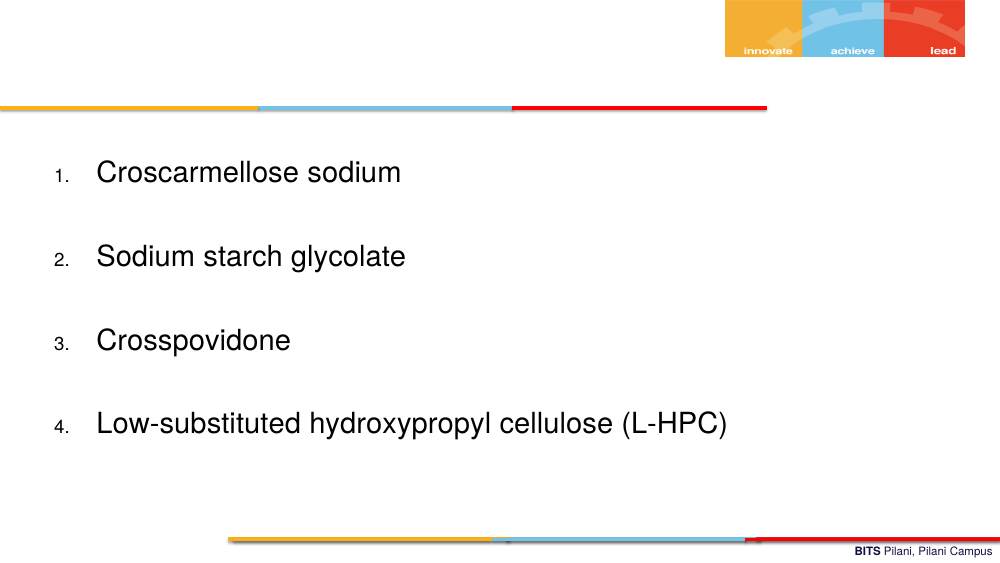 innovate achieve lead
1. Croscarmellose sodium
2. Sodium starch glycolate
3. Crosspovidone
4. Low-substituted hydroxypropyl cellulose (L-HPC)
BITS Pilani, Pilani Campus